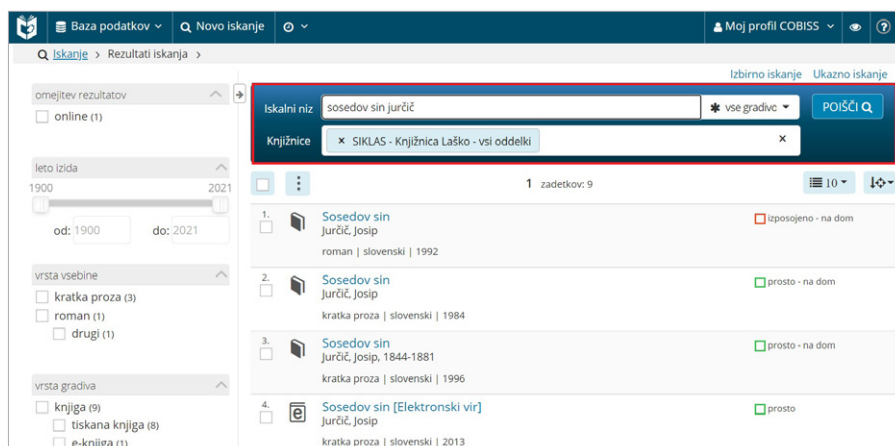 Baza podatkov Novo iskanje Moj profil COBISS ?
Iskanje > Rezultati iskanja >
Izbirno iskanje Ukazno iskanje
omejitev rezultatov
online (1)
leto izida
1900 2021
od: 1900 do: 2021
vrsta vsebine
kratka proza (3)
roman (1)
drugi (1)
vrsta gradiva
knjiga (9)
tiskana knjiga (8)
e-knjiga (1)
Iskalni niz sosedov sin jurčič vse gradivo POIŠČI
Knjižnice × SIKLAS - Knjižnica Laško - vsi oddelki ×
1 zadetkov: 9 10
1. Sosedov sin izposojeno - na dom
Jurčič, Josip
roman | slovenski | 1992
2. Sosedov sin prosto - na dom
Jurčič, Josip
kratka proza | slovenski | 1984
3. Sosedov sin prosto - na dom
Jurčič, Josip, 1844-1881
kratka proza | slovenski | 1996
4. Sosedov sin [Elektronski vir] prosto
Jurčič, Josip
kratka proza | slovenski | 2013